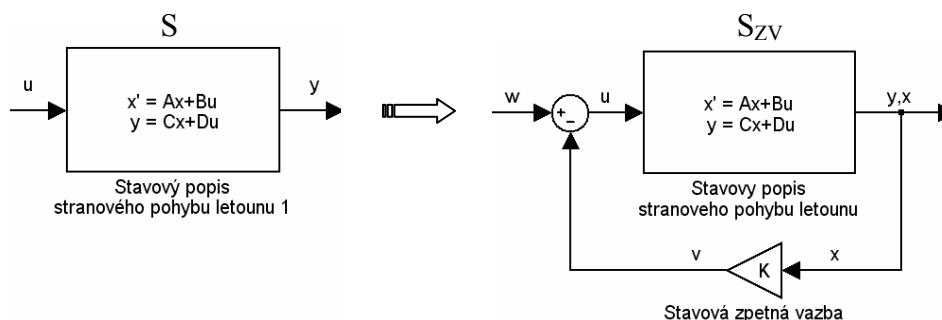 S
u
x' = Ax+Bu
y = Cx+Du
y
Stavový popis
stranového pohybu letounu 1
S_ZV
w
+
-
u
x' = Ax+Bu
y = Cx+Du
y,x
Stavovy popis
stranoveho pohybu letounu
v
K
x
Stavová zpetná vazba